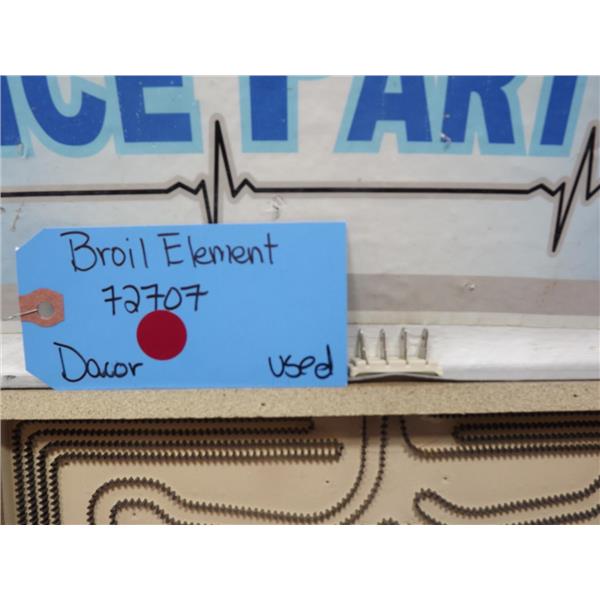 ICE PART
Broil Element
72707
Dacor used